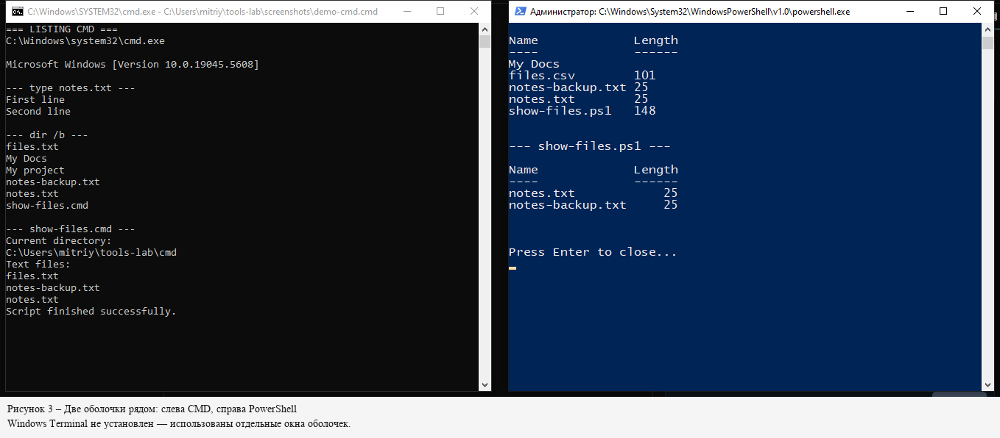 C:\Windows\SYSTEM32\cmd.exe - C:\Users\mitriy\tools-lab\screenshots\demo-cmd.cmd
=== LISTING CMD ===
C:\Windows\system32\cmd.exe
Microsoft Windows [Version 10.0.19045.5608]
--- type notes.txt ---
First line
Second line
--- dir /b ---
files.txt
My Docs
My project
notes-backup.txt
notes.txt
show-files.cmd
--- show-files.cmd ---
Current directory:
C:\Users\mitriy\tools-lab\cmd
Text files:
files.txt
notes-backup.txt
notes.txt
Script finished successfully.
Администратор: C:\Windows\System32\WindowsPowerShell\v1.0\powershell.exe
Name Length
---- ------
My Docs
files.csv 101
notes-backup.txt 25
notes.txt 25
show-files.ps1 148
--- show-files.ps1 ---
Name Length
---- ------
notes.txt 25
notes-backup.txt 25
Press Enter to close...
Рисунок 3 – Две оболочки рядом: слева CMD, справа PowerShell
Windows Terminal не установлен — использованы отдельные окна оболочек.